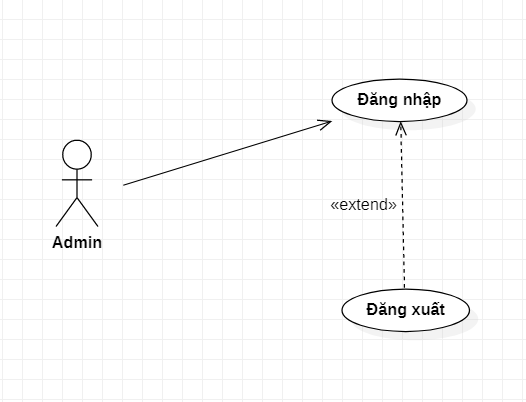 Đăng nhập
«extend»
Admin
Đăng xuất